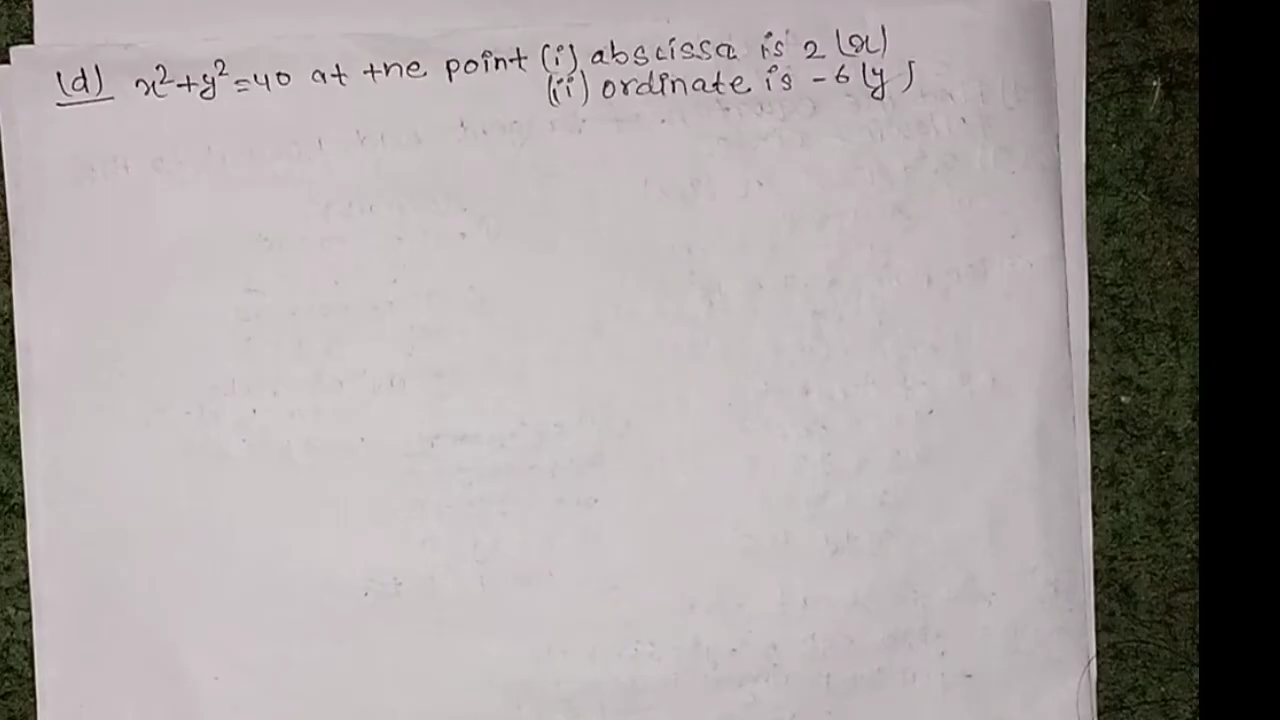 (d) x²+y²=40 at the point (i) abscissa is 2 (x)
(ii) ordinate is -6 (y)